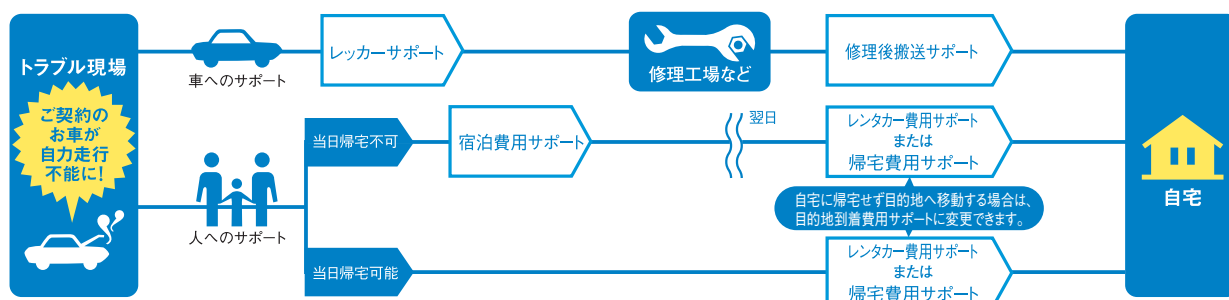 トラブル現場
ご契約の
お車が
自力走行
不能に!
車へのサポート
レッカーサポート
修理工場など
修理後搬送サポート
人へのサポート
当日帰宅不可
宿泊費用サポート
翌日
レンタカー費用サポート
または
帰宅費用サポート
自宅に帰宅せず目的地へ移動する場合は、
目的地到着費用サポートに変更できます。
当日帰宅可能
レンタカー費用サポート
または
帰宅費用サポート
自宅